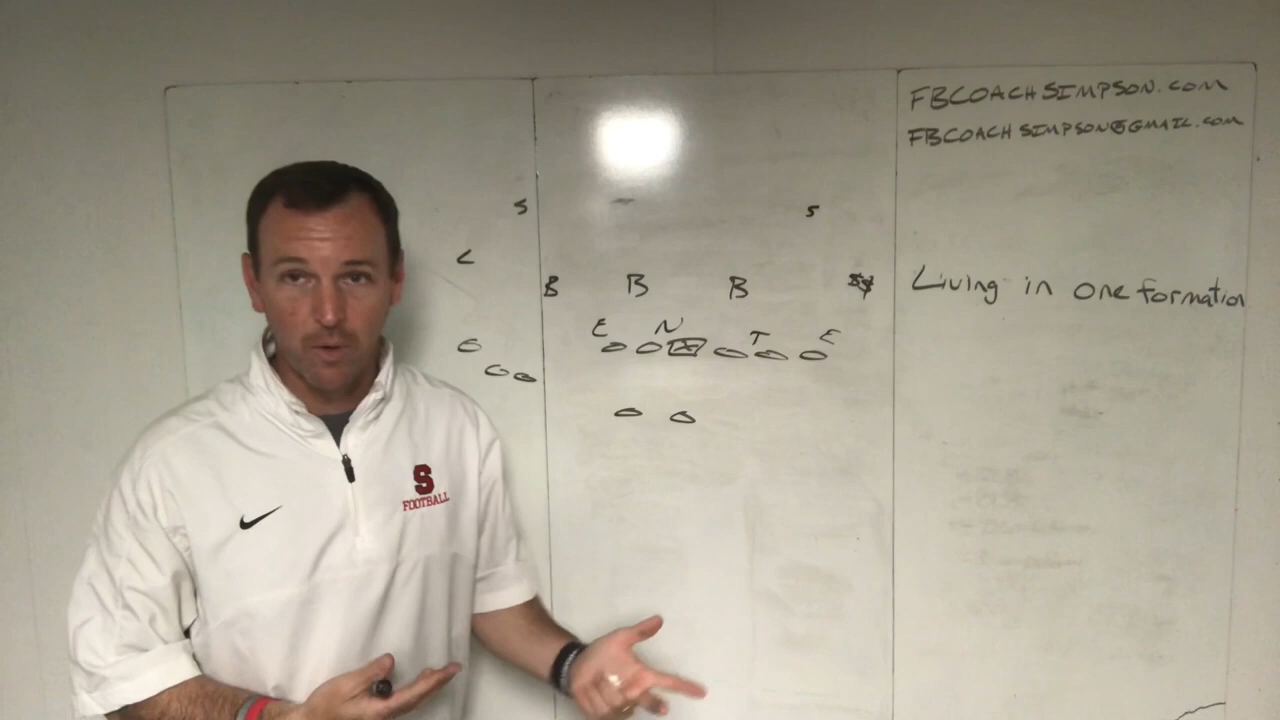 FBCOACHSIMPSON.COM
FBCOACHSIMPSON@GMAIL.COM
S S
C
B B B
Living in one formation
E N T E
S
FOOTBALL